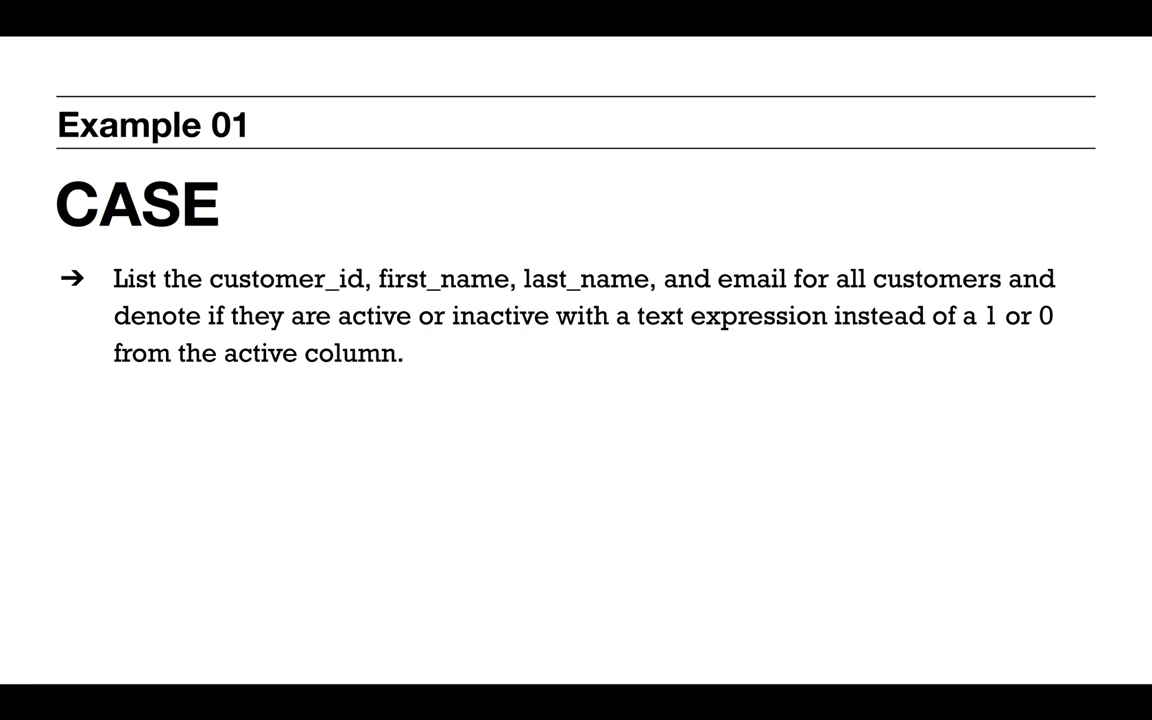 Example 01
CASE
➔ List the customer_id, first_name, last_name, and email for all customers and
denote if they are active or inactive with a text expression instead of a 1 or 0
from the active column.